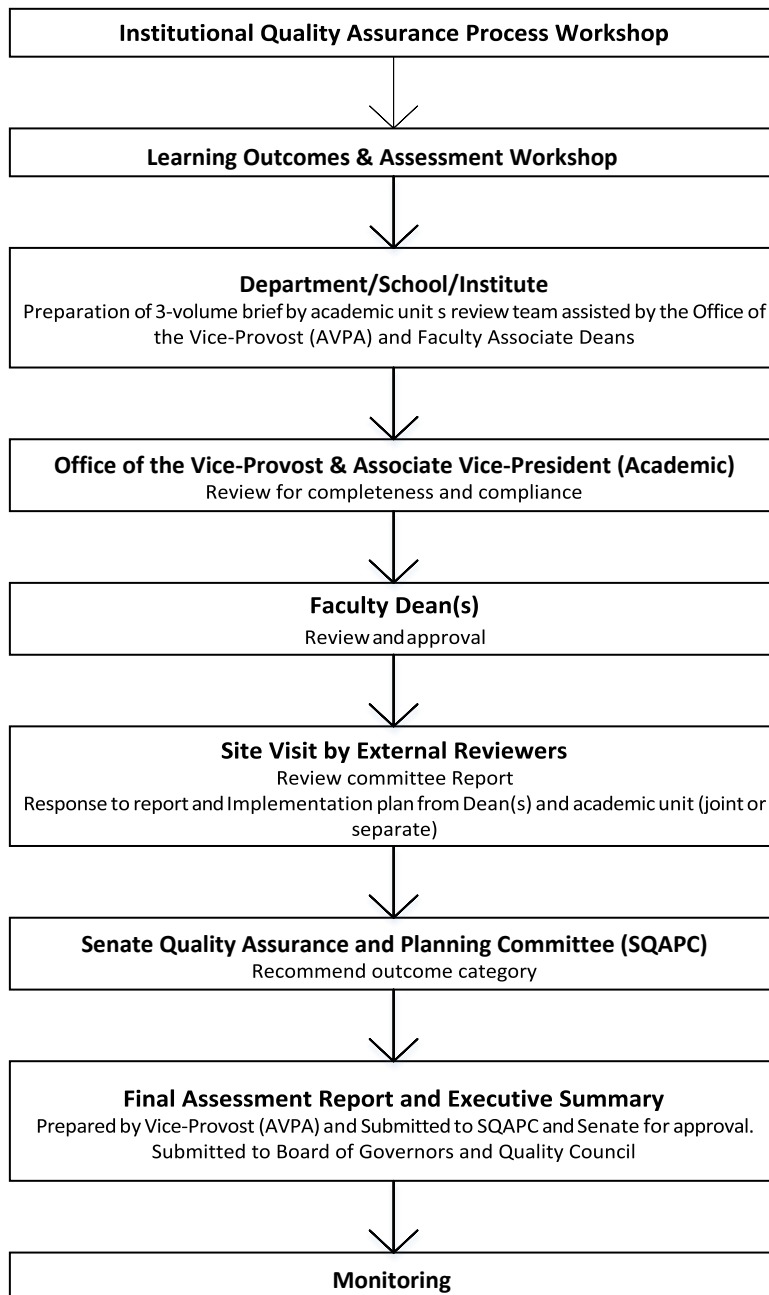 Institutional Quality Assurance Process Workshop
Learning Outcomes & Assessment Workshop
Department/School/Institute
Preparation of 3-volume brief by academic unit s review team assisted by the Office of
the Vice-Provost (AVPA) and Faculty Associate Deans
Office of the Vice-Provost & Associate Vice-President (Academic)
Review for completeness and compliance
Faculty Dean(s)
Review and approval
Site Visit by External Reviewers
Review committee Report
Response to report and Implementation plan from Dean(s) and academic unit (joint or
separate)
Senate Quality Assurance and Planning Committee (SQAPC)
Recommend outcome category
Final Assessment Report and Executive Summary
Prepared by Vice-Provost (AVPA) and Submitted to SQAPC and Senate for approval.
Submitted to Board of Governors and Quality Council
Monitoring